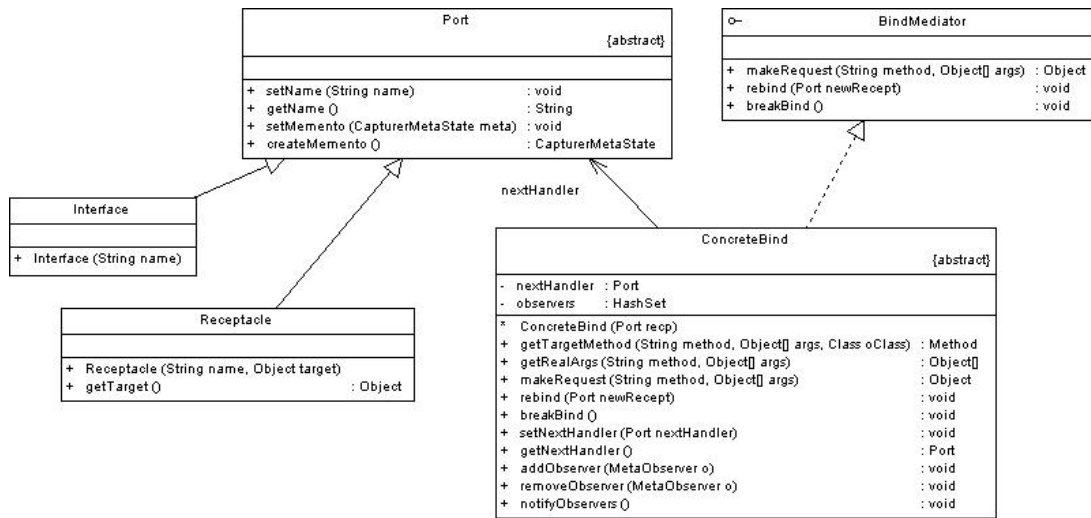 Port
{abstract}
+ setName (String name) : void
+ getName () : String
+ setMemento (CapturerMetaState meta) : void
+ createMemento () : CapturerMetaState
BindMediator
+ makeRequest (String method, Object[] args) : Object
+ rebind (Port newRecept) : void
+ breakBind () : void
nextHandler
Interface
+ Interface (String name)
Receptacle
+ Receptacle (String name, Object target)
+ getTarget () : Object
ConcreteBind
{abstract}
- nextHandler : Port
- observers : HashSet
* ConcreteBind (Port recp)
+ getTargetMethod (String method, Object[] args, Class oClass) : Method
+ getRealArgs (String method, Object[] args) : Object[]
+ makeRequest (String method, Object[] args) : Object
+ rebind (Port newRecept) : void
+ breakBind () : void
+ setNextHandler (Port nextHandler) : void
+ getNextHandler () : Port
+ addObserver (MetaObserver o) : void
+ removeObserver (MetaObserver o) : void
+ notifyObservers () : void